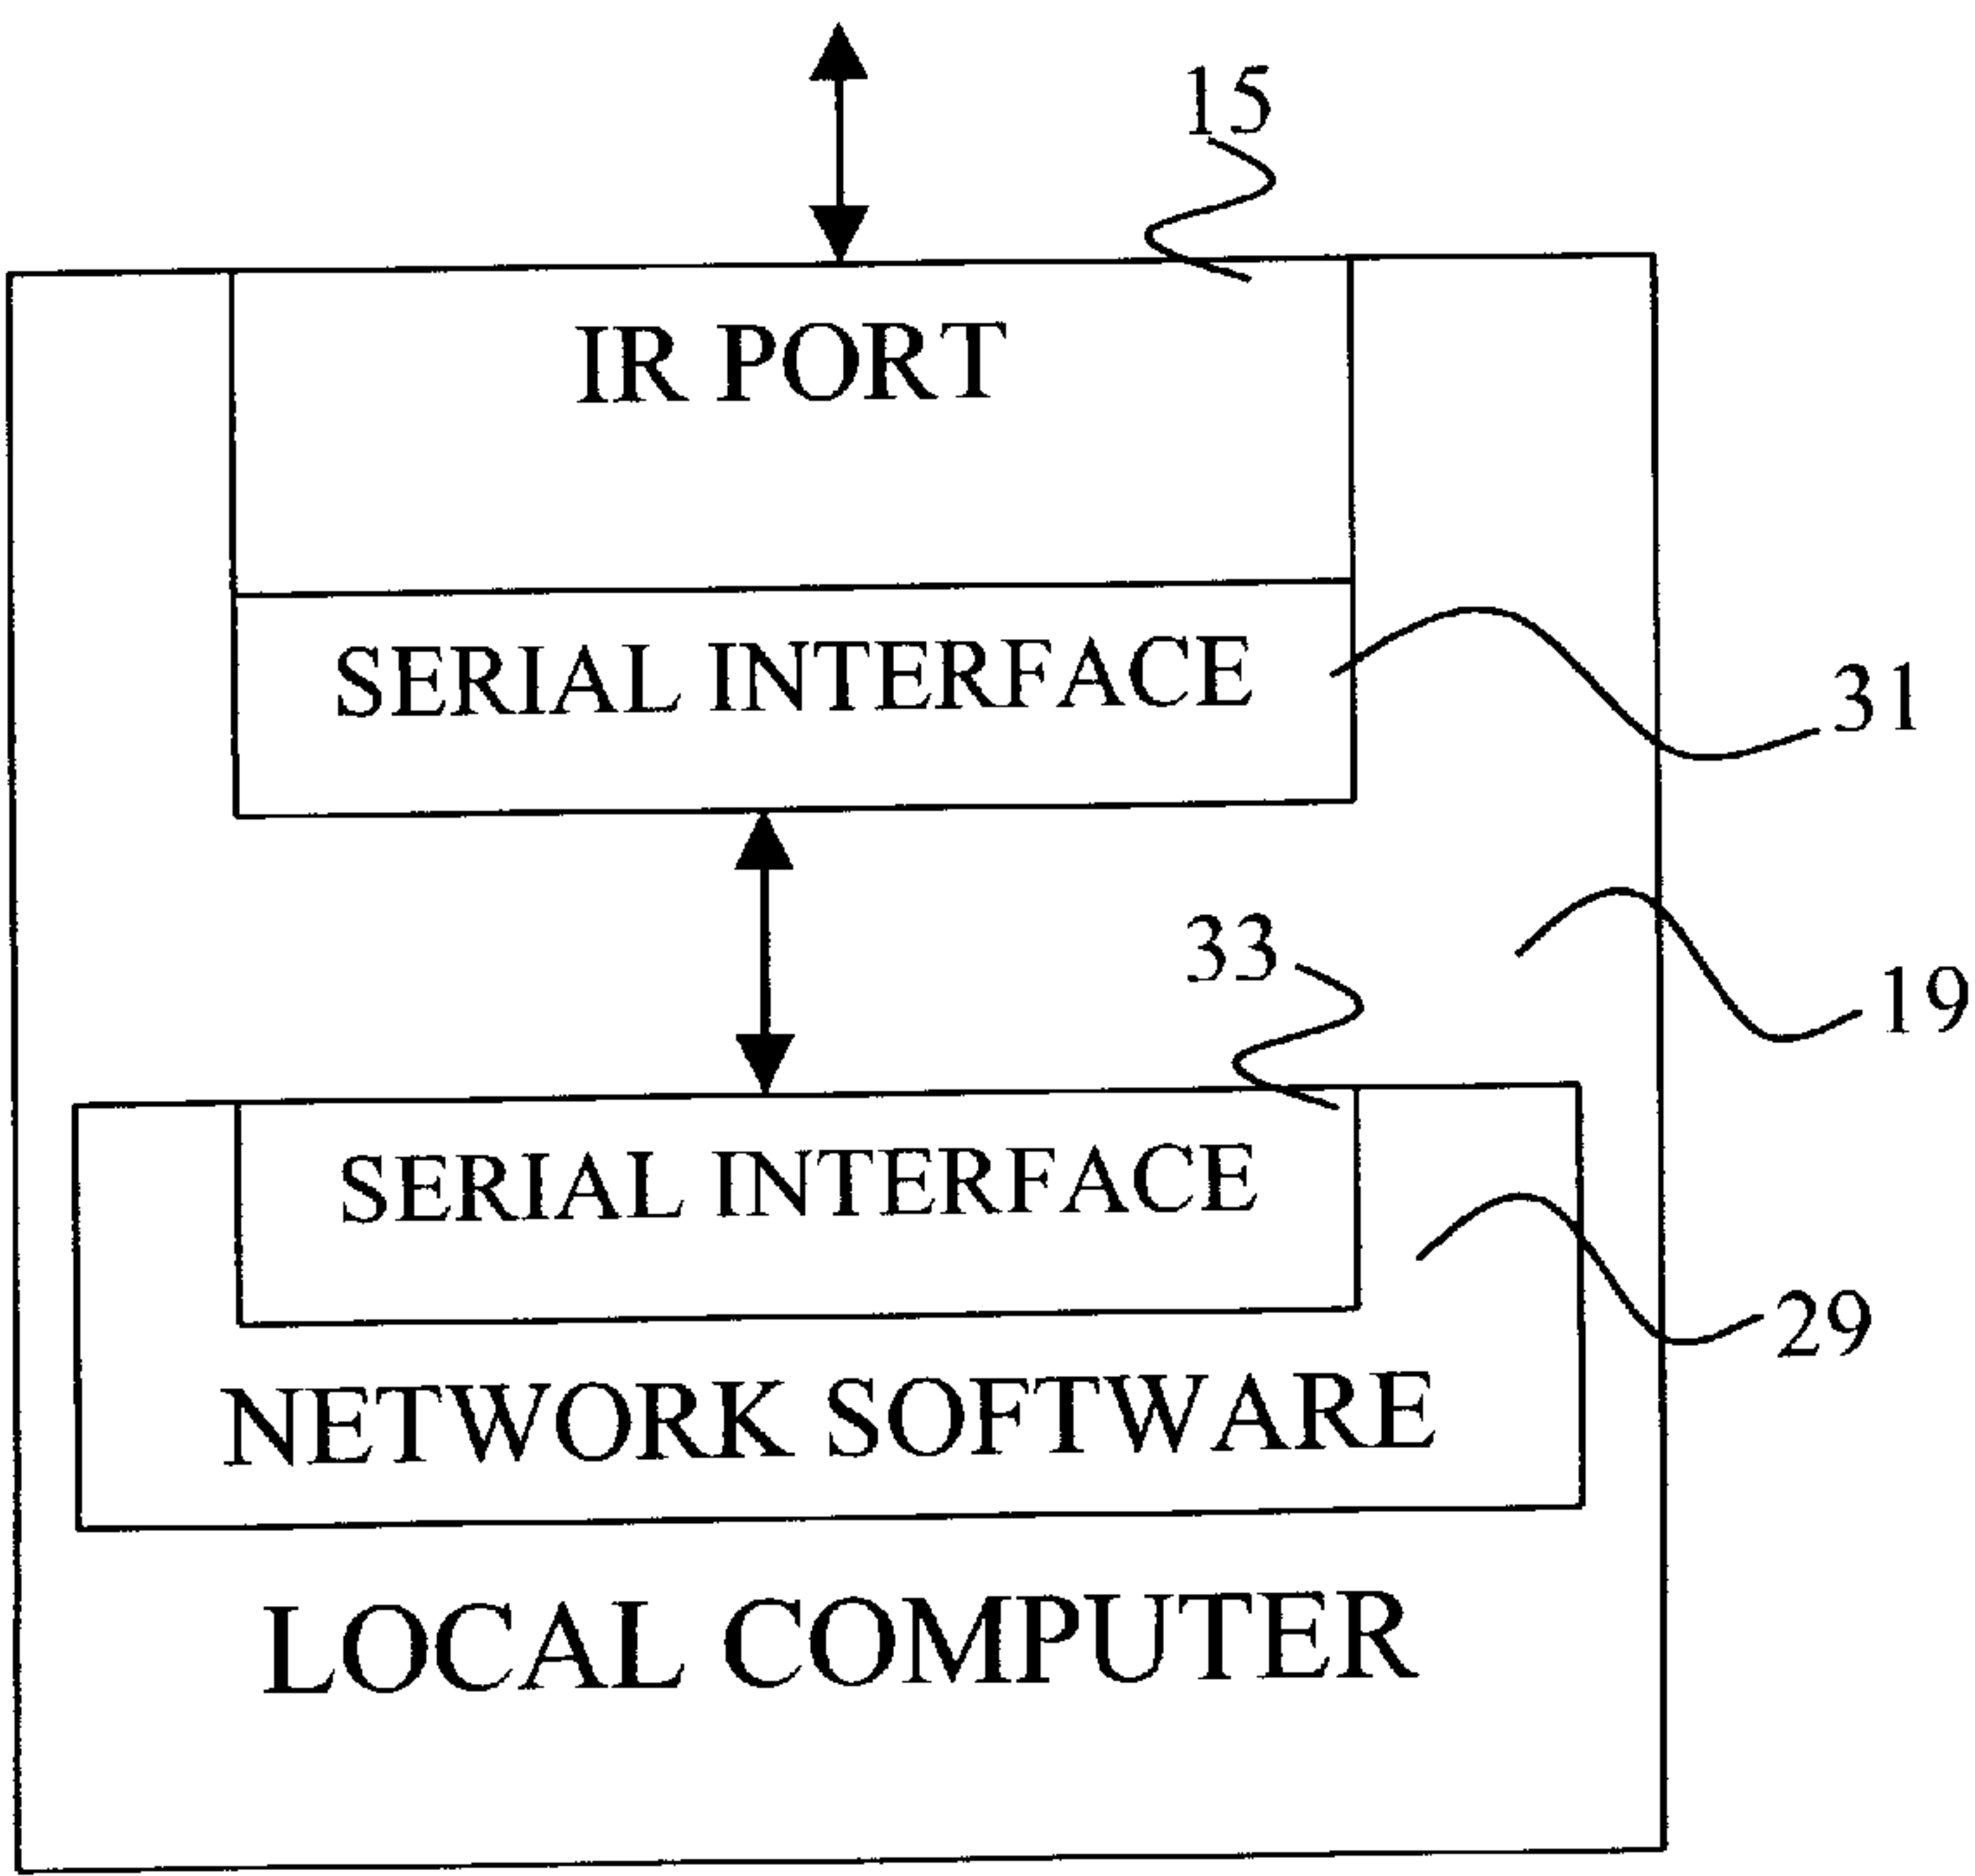 15
IR PORT
SERIAL INTERFACE
31
33
19
SERIAL INTERFACE
29
NETWORK SOFTWARE
LOCAL COMPUTER